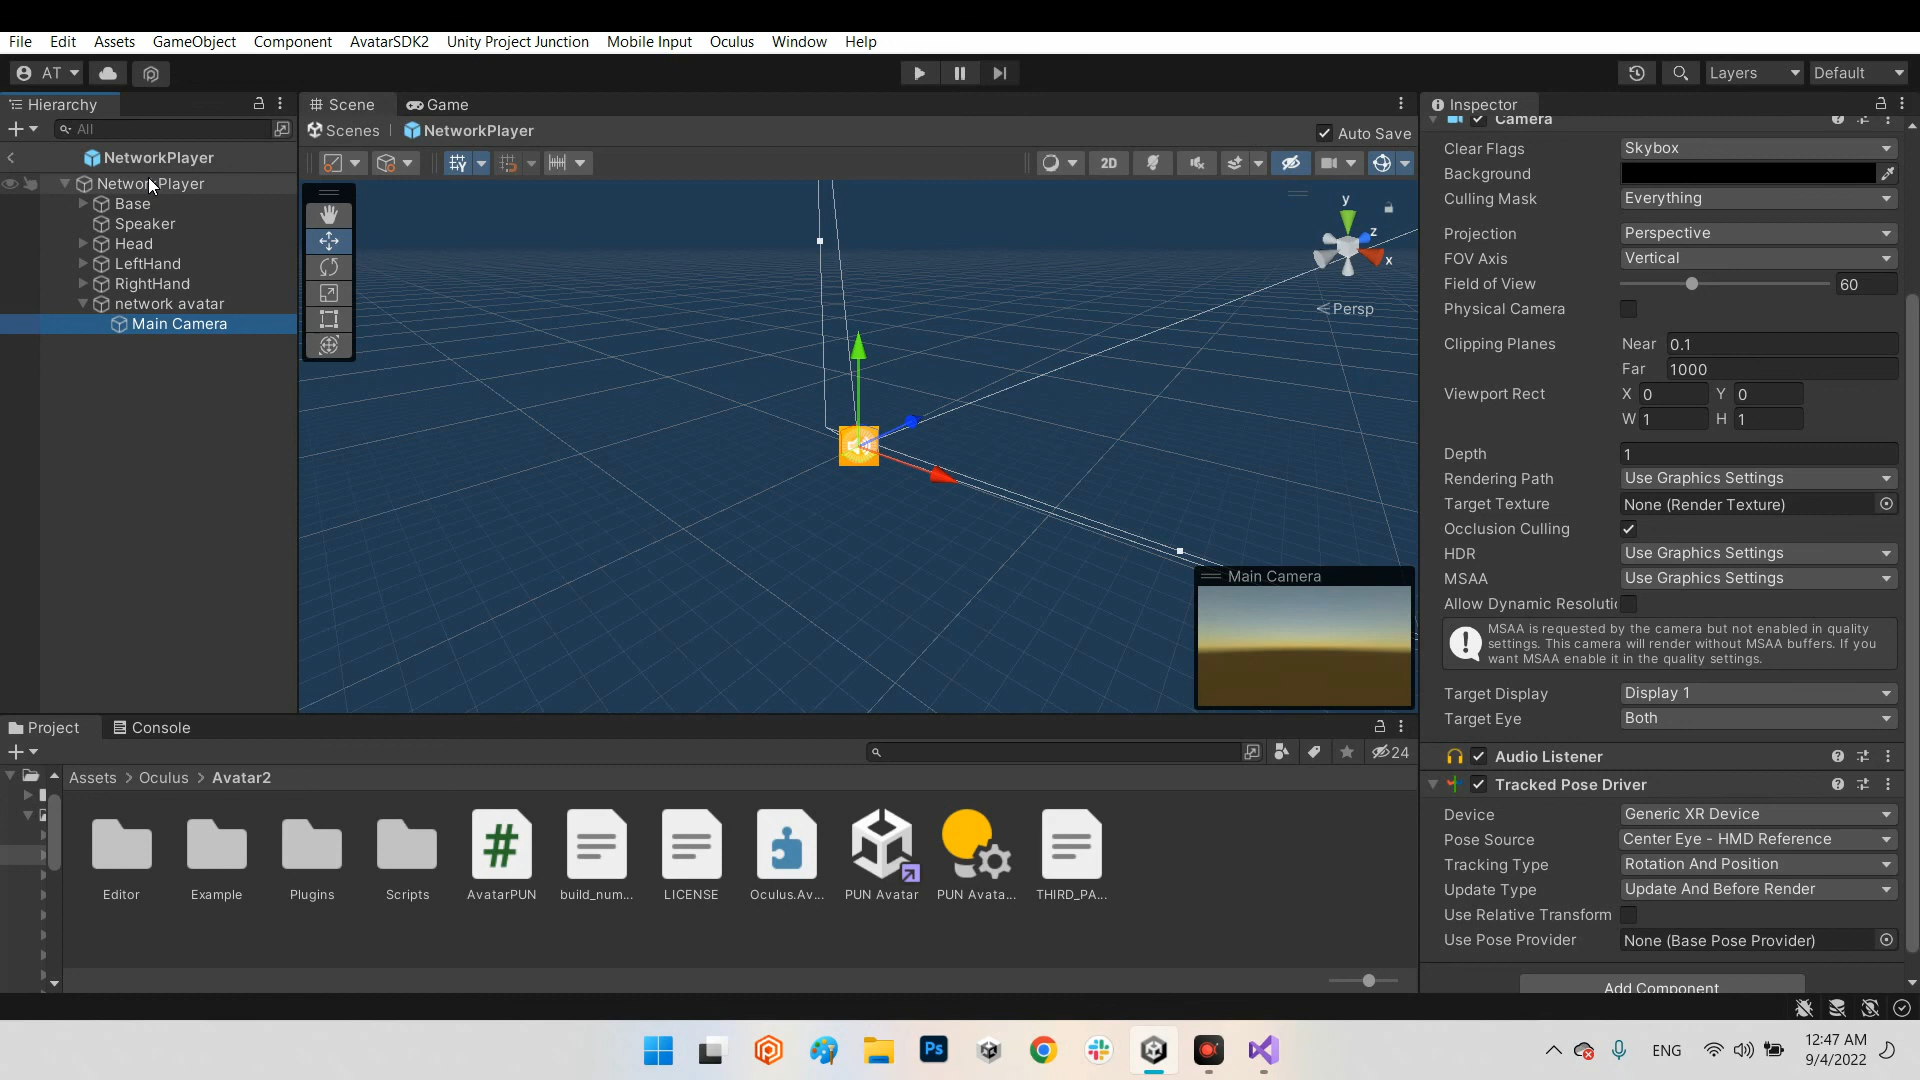 File Edit Assets GameObject Component AvatarSDK2 Unity Project Junction Mobile Input Oculus Window Help
AT Layers Default
Hierarchy
All
NetworkPlayer
NetworkPlayer
Base
Speaker
Head
LeftHand
RightHand
network avatar
Main Camera
Scene Game
Scenes NetworkPlayer Auto Save
2D
y
z
x
Persp
Main Camera
Inspector
Camera
Clear Flags Skybox
Background
Culling Mask Everything
Projection Perspective
FOV Axis Vertical
Field of View 60
Physical Camera
Clipping Planes Near 0.1
Far 1000
Viewport Rect X 0 Y 0
W 1 H 1
Depth 1
Rendering Path Use Graphics Settings
Target Texture None (Render Texture)
Occlusion Culling
HDR Use Graphics Settings
MSAA Use Graphics Settings
Allow Dynamic Resolutic
MSAA is requested by the camera but not enabled in quality
settings. This camera will render without MSAA buffers. If you
want MSAA enable it in the quality settings.
Target Display Display 1
Target Eye Both
Audio Listener
Tracked Pose Driver
Device Generic XR Device
Pose Source Center Eye - HMD Reference
Tracking Type Rotation And Position
Update Type Update And Before Render
Use Relative Transform
Use Pose Provider None (Base Pose Provider)
Add Component
Project Console
24
Assets > Oculus > Avatar2
Editor Example Plugins Scripts AvatarPUN build_num... LICENSE Oculus.Av... PUN Avatar PUN Avata... THIRD_PA...
Ps
ENG
12:47 AM
9/4/2022